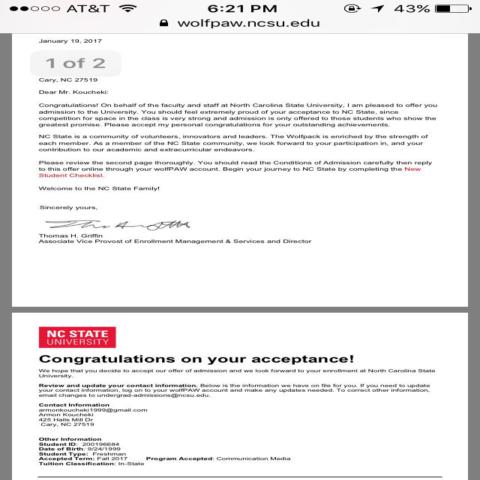 AT&T 6:21 PM 43%
wolfpaw.ncsu.edu
January 19, 2017
1 of 2
Cary, NC 27519
Dear Mr. Koucheki:
Congratulations! On behalf of the faculty and staff at North Carolina State University, I am pleased to offer you
admission to the University. You should feel extremely proud of your acceptance to NC State, since
competition for space in the class is very strong and admission is only offered to those students who show the
greatest promise. Please accept my personal congratulations for your outstanding achievements.
NC State is a community of volunteers, innovators and leaders. The Wolfpack is enriched by the strength of
each member. As a member of the NC State community, we look forward to your participation in, and your
contribution to our academic and extracurricular endeavors.
Please review the second page thoroughly. You should read the Conditions of Admission carefully then reply
to this offer online through your wolfPAW account. Begin your journey to NC State by completing the New
Student Checklist.
Welcome to the NC State Family!
Sincerely yours,
Thomas H. Griffin
Associate Vice Provost of Enrollment Management & Services and Director
NC STATE
UNIVERSITY
Congratulations on your acceptance!
We hope that you decide to accept our offer of admission and we look forward to your enrollment at North Carolina State
University.
Review and update your contact information. Below is the information we have on file for you. If you need to update
your contact information, log on to your wolfPAW account and make any updates needed. To correct other information,
email changes to undergrad-admissions@ncsu.edu.
Contact Information
armonkoucheki1999@gmail.com
Armon Koucheki
425 Halls Mill Dr
Cary, NC 27519
Other Information
Student ID: 200196684
Date of Birth: 9/24/1999
Student Type: Freshman
Accepted Term: Fall 2017 Program Accepted: Communication Media
Tuition Classification: In-State